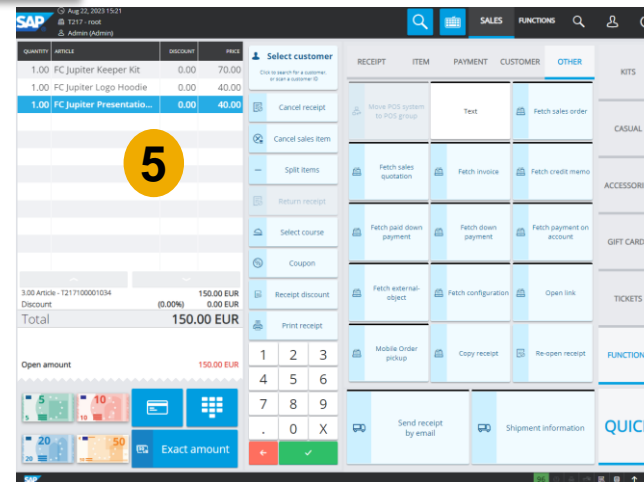 SAP
Aug 22, 2023 15:21
T217 - root
Admin (Admin)
SALES
FUNCTIONS
QUANTITY ARTICLE DISCOUNT PRICE
1.00 FC Jupiter Keeper Kit 0.00 70.00
1.00 FC Jupiter Logo Hoodie 0.00 40.00
1.00 FC Jupiter Presentatio... 0.00 40.00
5
3.00 Article - T217100001034 150.00 EUR
Discount (0.00%) 0.00 EUR
Total 150.00 EUR
Open amount 150.00 EUR
5 5
10 10
20 20
50 50
Exact amount
Select customer
Click to search for a customer,
or scan a customer ID
Cancel receipt
Cancel sales item
Split items
Return receipt
Select course
Coupon
Receipt discount
Print receipt
1 2 3
4 5 6
7 8 9
. 0 X
RECEIPT ITEM PAYMENT CUSTOMER OTHER
Move POS system
to POS group
Text
Fetch sales order
Fetch sales
quotation
Fetch invoice
Fetch credit memo
Fetch paid down
payment
Fetch down
payment
Fetch payment on
account
Fetch external-
object
Fetch configuration
Open link
Mobile Order
pickup
Copy receipt
Re-open receipt
Send receipt
by email
Shipment information
KITS
CASUAL
ACCESSORI
GIFT CARD
TICKETS
FUNCTION
QUIC
SAP